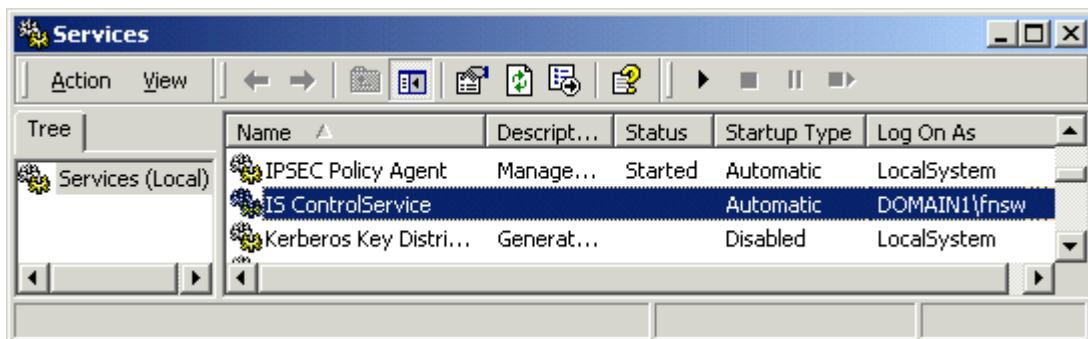 Services
Action View
Tree
Services (Local)
Name Descript... Status Startup Type Log On As
IPSEC Policy Agent Manage... Started Automatic LocalSystem
IS ControlService Automatic DOMAIN1\fnsw
Kerberos Key Distri... Generat... Disabled LocalSystem